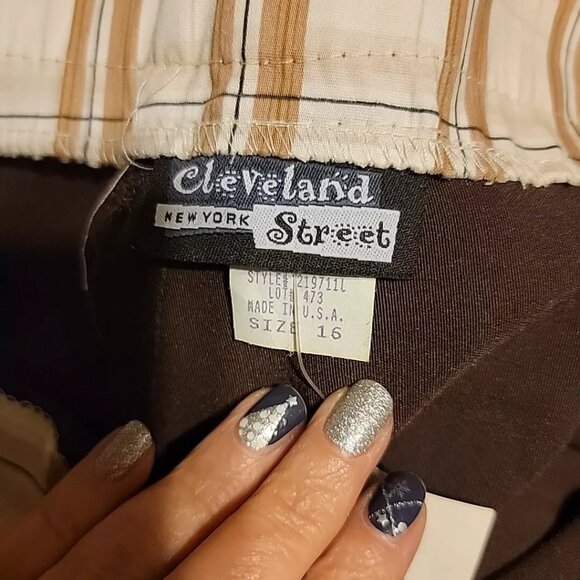 Cleveland
NEW YORK Street
STYLE# 219711L
LOT# 473
MADE IN U.S.A.
SIZE 16